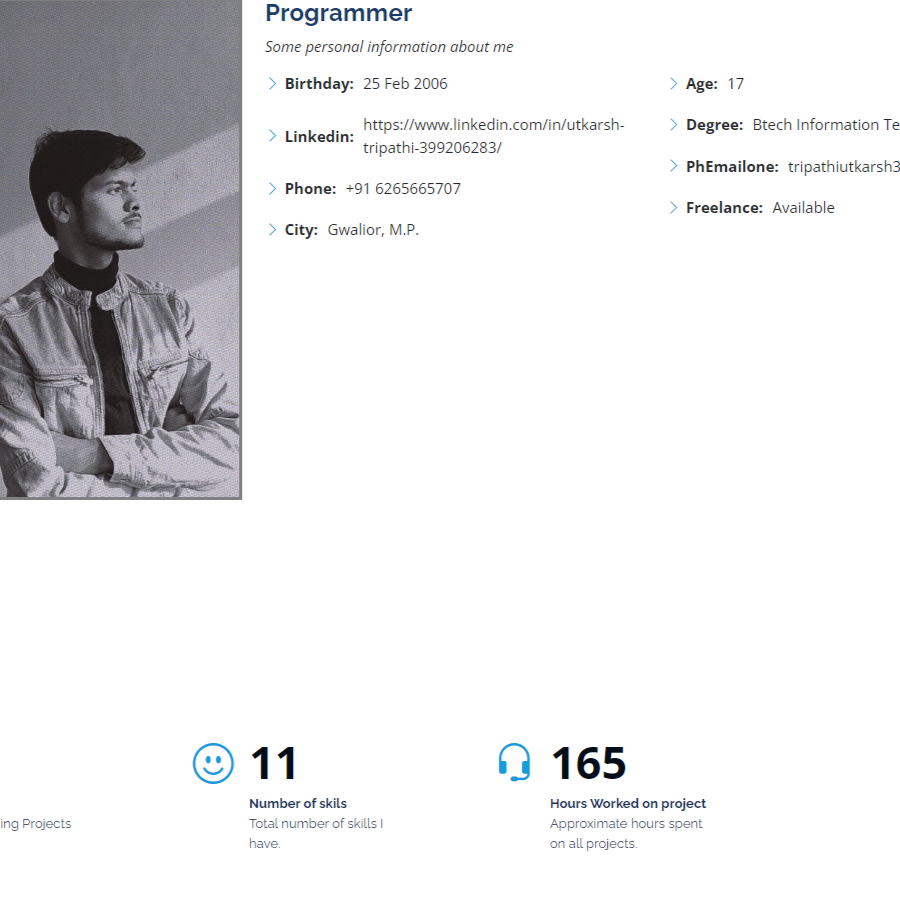 Programmer
Some personal information about me
Birthday: 25 Feb 2006
Linkedin: https://www.linkedin.com/in/utkarsh-
tripathi-399206283/
Phone: +91 6265665707
City: Gwalior, M.P.
Age: 17
Degree: Btech Information Te
PhEmailone: tripathiutkarsh3
Freelance: Available
ing Projects
11
Number of skils
Total number of skills I
have.
165
Hours Worked on project
Approximate hours spent
on all projects.